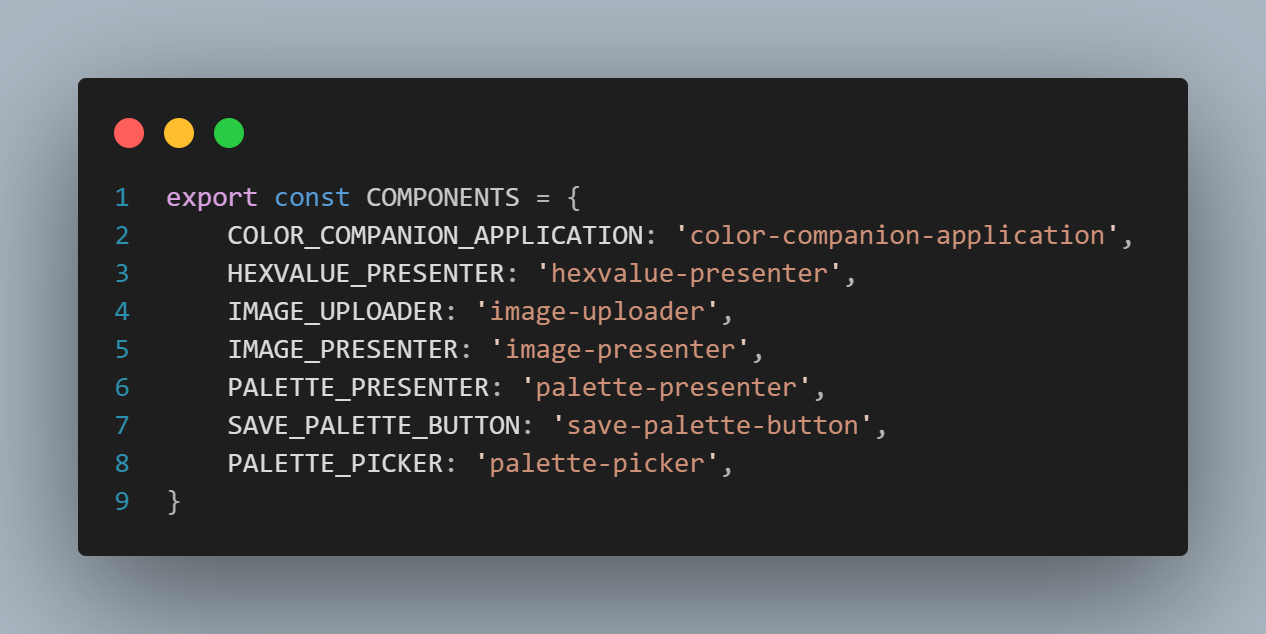 1 export const COMPONENTS = {
2     COLOR_COMPANION_APPLICATION: 'color-companion-application',
3     HEXVALUE_PRESENTER: 'hexvalue-presenter',
4     IMAGE_UPLOADER: 'image-uploader',
5     IMAGE_PRESENTER: 'image-presenter',
6     PALETTE_PRESENTER: 'palette-presenter',
7     SAVE_PALETTE_BUTTON: 'save-palette-button',
8     PALETTE_PICKER: 'palette-picker',
9 }